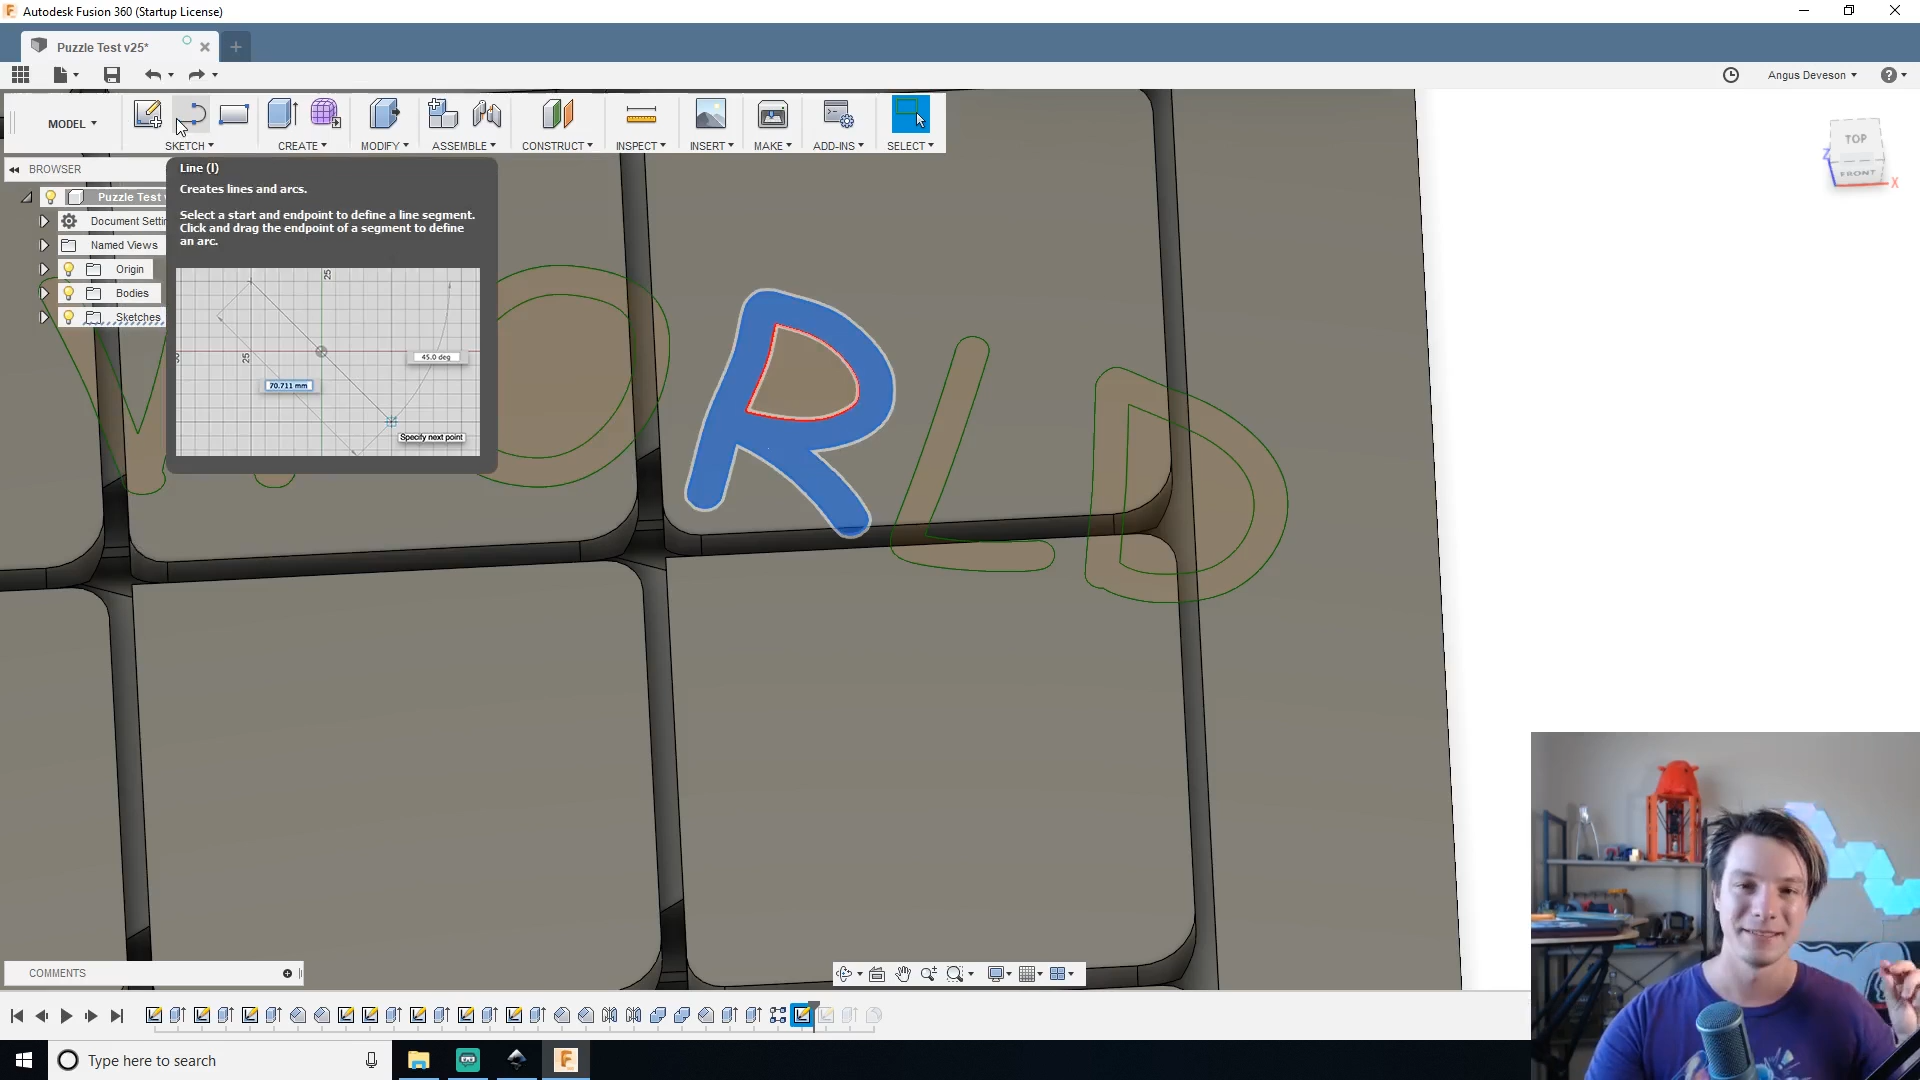 Autodesk Fusion 360 (Startup License)
Puzzle Test v25*
Angus Deveson
MODEL
SKETCH
CREATE
MODIFY
ASSEMBLE
CONSTRUCT
INSPECT
INSERT
MAKE
ADD-INS
SELECT
TOP
FRONT
Z
X
BROWSER
Puzzle Test
Document Setti
Named Views
Origin
Bodies
Sketches
Line (l)
Creates lines and arcs.
Select a start and endpoint to define a line segment.
Click and drag the endpoint of a segment to define
an arc.
25
25
45.0 deg
70.711 mm
Specify next point
ORLD
COMMENTS
Type here to search